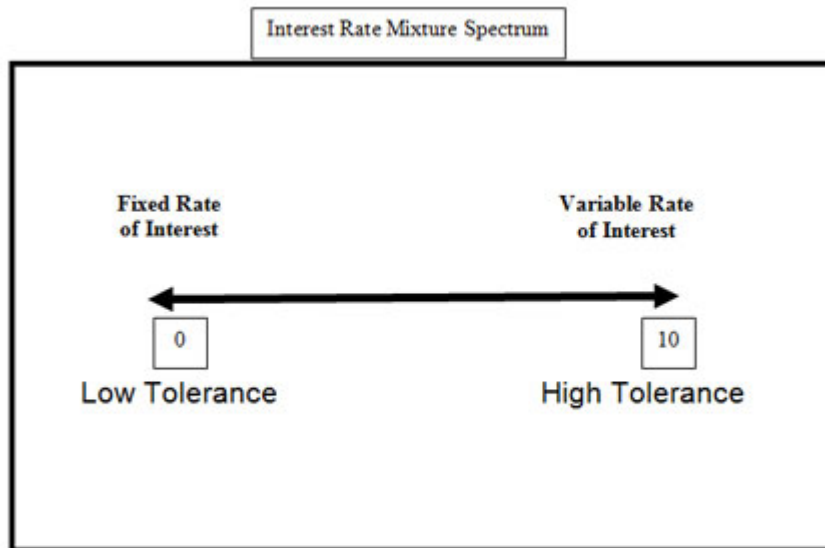 Interest Rate Mixture Spectrum
Fixed Rate
of Interest
Variable Rate
of Interest
0
10
Low Tolerance
High Tolerance